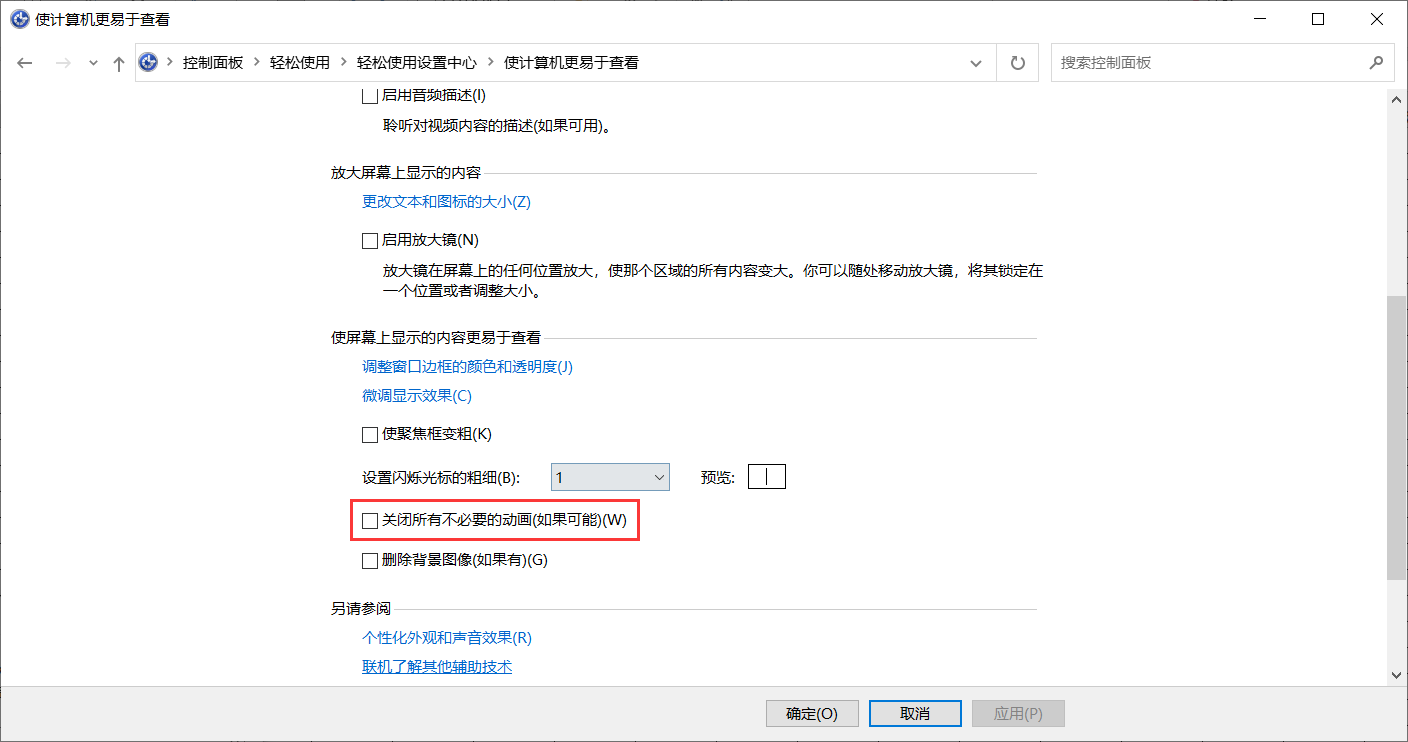 使计算机更易于查看
控制面板 > 轻松使用 > 轻松使用设置中心 > 使计算机更易于查看
搜索控制面板
启用音频描述(I)
聆听对视频内容的描述(如果可用)。
放大屏幕上显示的内容
更改文本和图标的大小(Z)
启用放大镜(N)
放大镜在屏幕上的任何位置放大，使那个区域的所有内容变大。你可以随处移动放大镜，将其锁定在
一个位置或者调整大小。
使屏幕上显示的内容更易于查看
调整窗口边框的颜色和透明度(J)
微调显示效果(C)
使聚焦框变粗(K)
设置闪烁光标的粗细(B): 1 预览:
关闭所有不必要的动画(如果可能)(W)
删除背景图像(如果有)(G)
另请参阅
个性化外观和声音效果(R)
联机了解其他辅助技术
确定(O) 取消 应用(P)